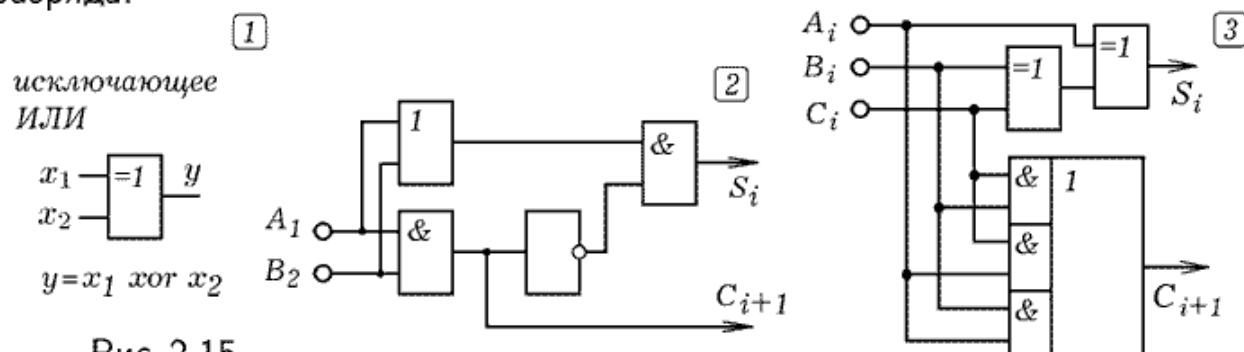 разряда.
1
исключающее
ИЛИ
x1
=1
y
x2
y=x1 xor x2
Рис. 2.15
2
1
&
Si
A1
&
B2
Ci+1
3
Ai
=1
Bi
=1
Si
Ci
&
1
&
Ci+1
&